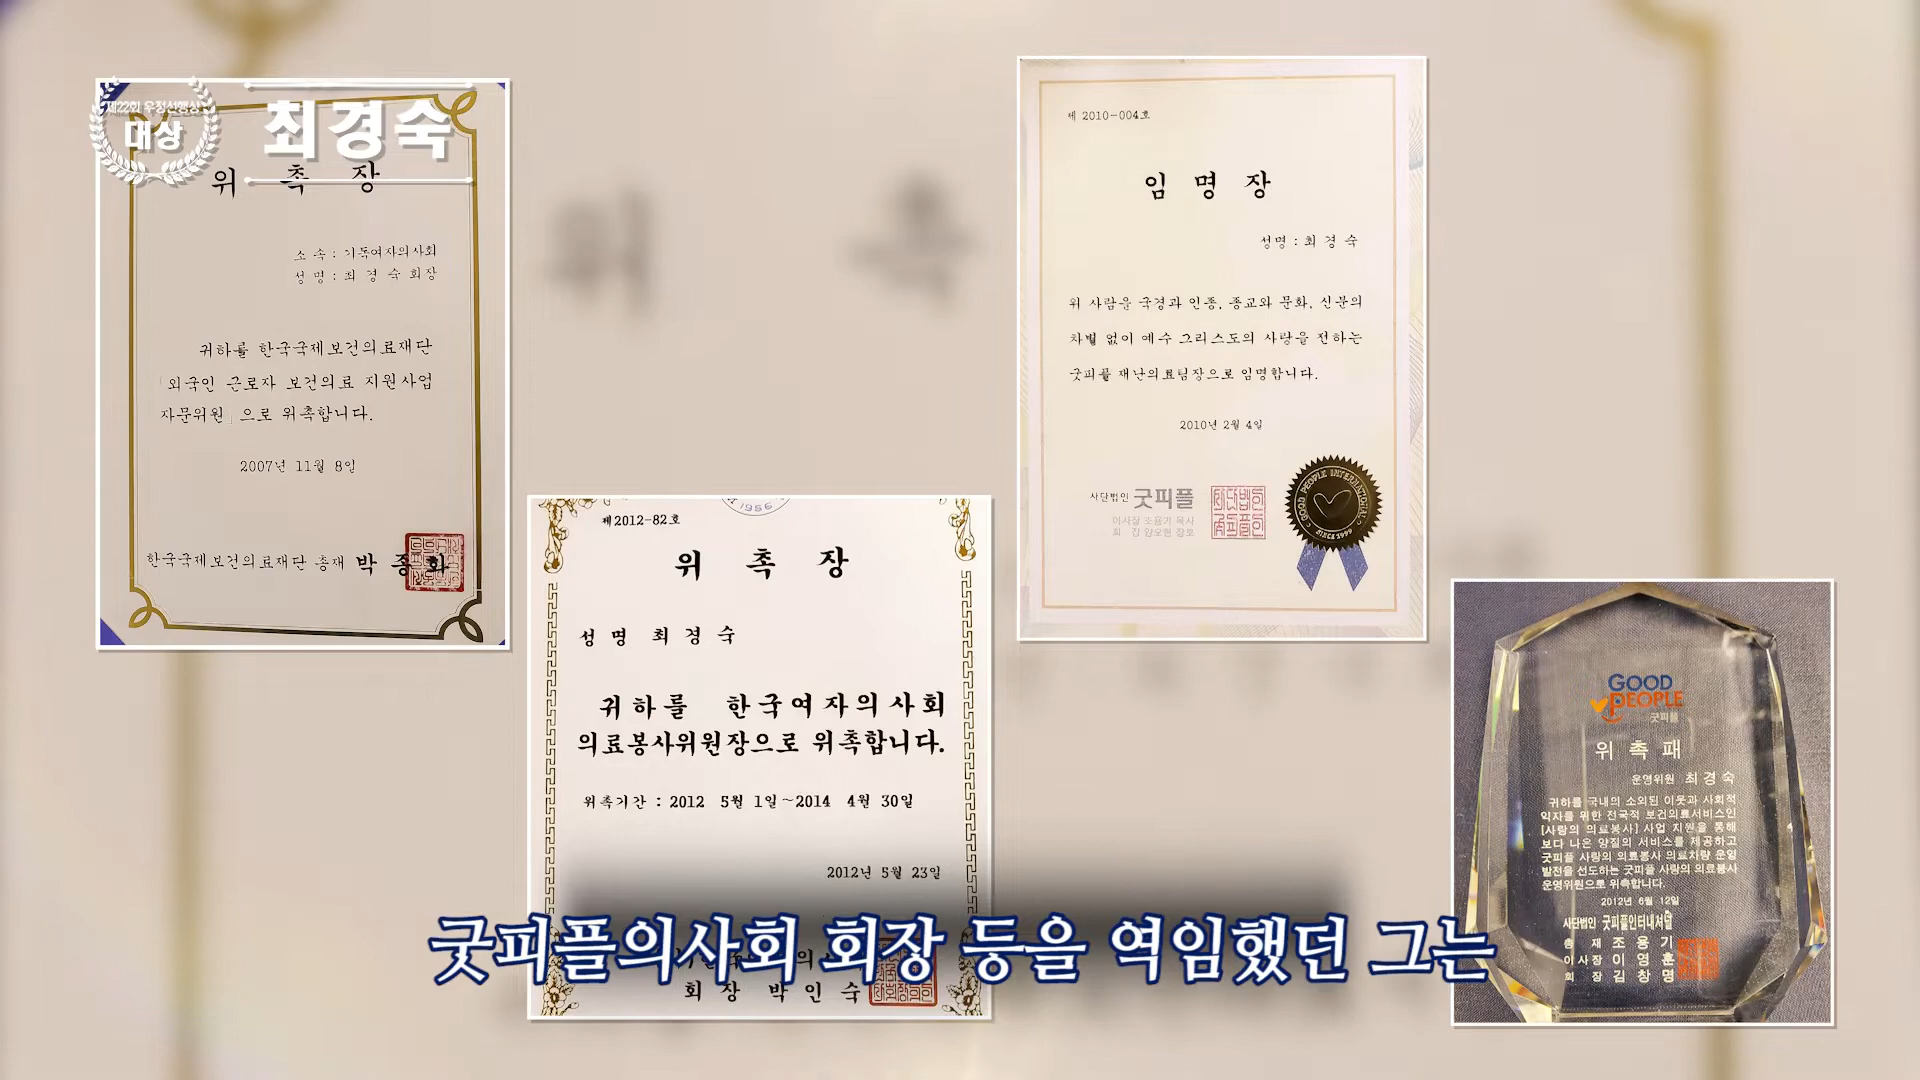 제22회 우정선행상
대상
최경숙
위 촉 장
소 속 : 기독여자의사회
성 명 : 최 경 숙 회장
귀하를 한국국제보건의료재단
「외국인 근로자 보건의료 지원사업
자문위원」으로 위촉합니다.
2007년 11월 8일
한국국제보건의료재단 총재 박 종 화
위 촉
제 2010-004호
임 명 장
성명 : 최 경 숙
위 사람을 국경과 인종, 종교와 문화, 신분의
차별 없이 예수 그리스도의 사랑을 전하는
굿피플 재난의료팀장으로 임명합니다.
2010년 2월 4일
사단법인 굿피플
이사장 조용기 목사
회 장 양오현 장로
GOOD PEOPLE INTERNATIONAL
SINCE 1999
1956
제2012-82호
위 촉 장
성 명 최 경 숙
귀하를 한국여자의사회
의료봉사위원장으로 위촉합니다.
위촉기간 : 2012 5월 1일~2014 4월 30일
2012년 5월 23일
회 장 박 인 숙
GOOD
PEOPLE
굿피플
위 촉 패
운영위원 최경숙
귀하를 국내의 소외된 이웃과 사회적
약자를 위한 전국적 보건의료서비스인
[사랑의 의료봉사] 사업 지원을 통해
보다 나은 양질의 서비스를 제공하고
굿피플 사랑의 의료봉사 의료차량 운영
발전을 선도하는 굿피플 사랑의 의료봉사
운영위원으로 위촉합니다.
2012년 6월 12일
사단법인 굿피플인터내셔널
총 재 조 용 기
이사장 이 영 훈
회 장 김 창 명
굿피플의사회 회장 등을 역임했던 그는